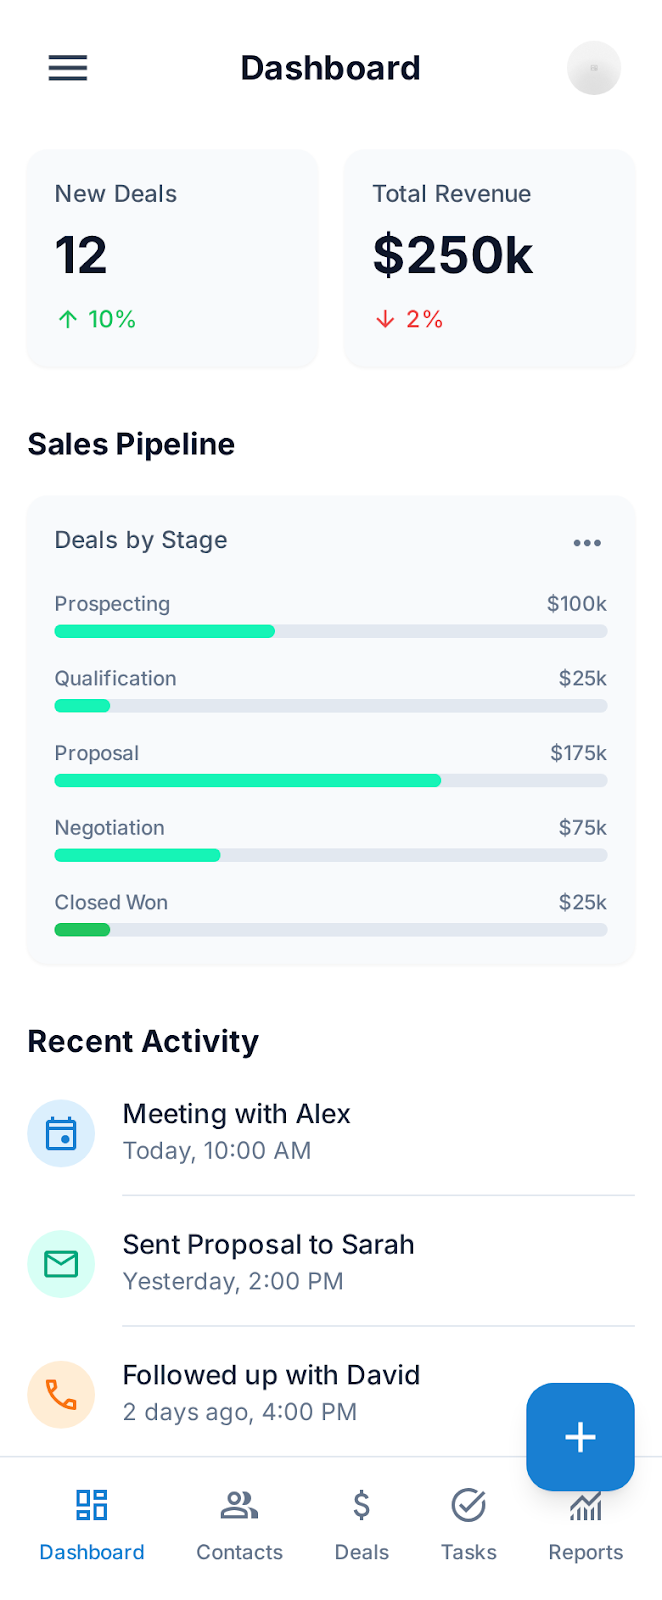 Dashboard
New Deals
12
↑ 10%
Total Revenue
$250k
↓ 2%
Sales Pipeline
Deals by Stage
Prospecting $100k
Qualification $25k
Proposal $175k
Negotiation $75k
Closed Won $25k
Recent Activity
Meeting with Alex
Today, 10:00 AM
Sent Proposal to Sarah
Yesterday, 2:00 PM
Followed up with David
2 days ago, 4:00 PM
Dashboard Contacts Deals Tasks Reports